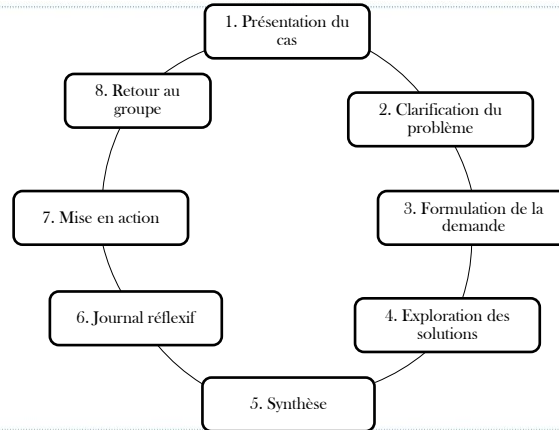 1. Présentation du
cas
2. Clarification du
problème
3. Formulation de la
demande
4. Exploration des
solutions
5. Synthèse
6. Journal réflexif
7. Mise en action
8. Retour au
groupe